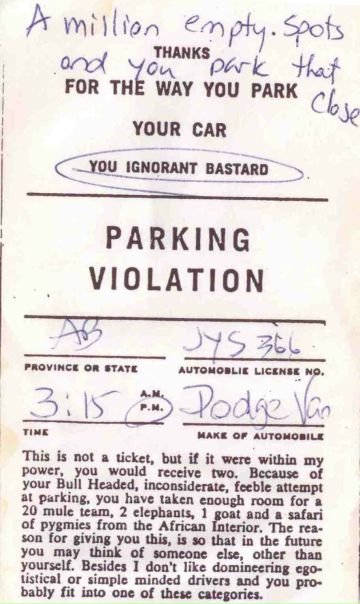 A million empty spots
THANKS
and you park that
close
FOR THE WAY YOU PARK
YOUR CAR
YOU IGNORANT BASTARD
PARKING
VIOLATION
AB JYS 366
PROVINCE OR STATE AUTOMOBLIE LICENSE NO.
3:15 A.M. P.M. Dodge Van
TIME MAKE OF AUTOMOBILE
This is not a ticket, but if it were within my
power, you would receive two. Because of
your Bull Headed, inconsiderate, feeble attempt
at parking, you have taken enough room for a
20 mule team, 2 elephants, 1 goat and a safari
of pygmies from the African Interior. The rea-
son for giving you this, is so that in the future
you may think of someone else, other than
yourself. Besides I don't like domineering ego-
tistical or simple minded drivers and you pro-
bably fit into one of these categories.